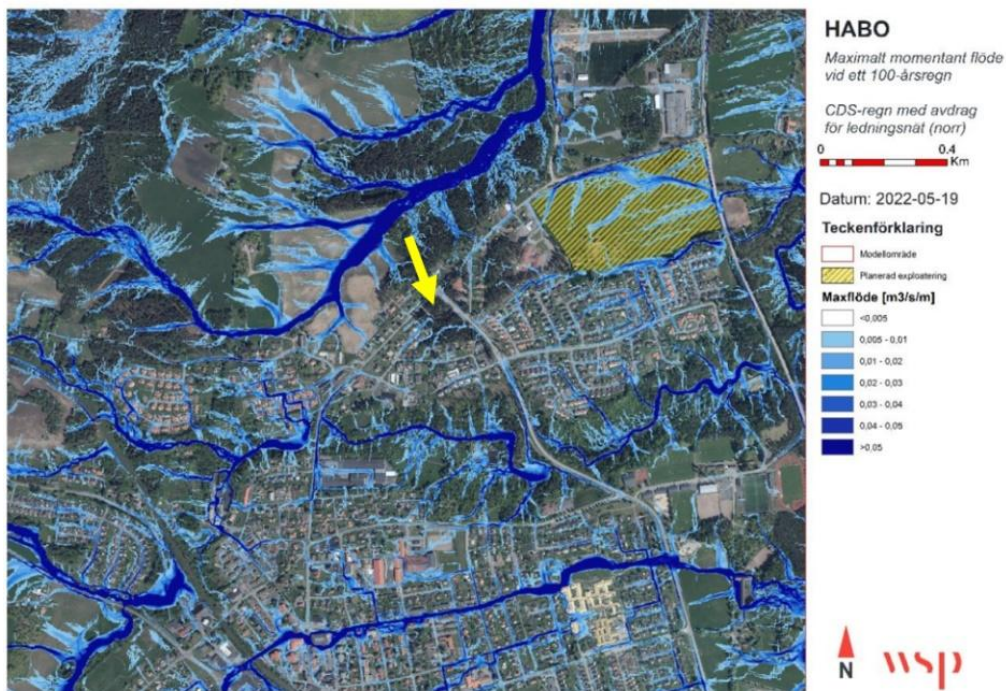 HABO
Maximalt momentant flöde
vid ett 100-årsregn
CDS-regn med avdrag
för ledningsnät (norr)
0 0.4
Km
Datum: 2022-05-19
Teckenförklaring
Modellområde
Planerad exploatering
Maxflöde [m3/s/m]
<0,005
0,005 - 0,01
0,01 - 0,02
0,02 - 0,03
0,03 - 0,04
0,04 - 0,05
>0,05
N
wsp